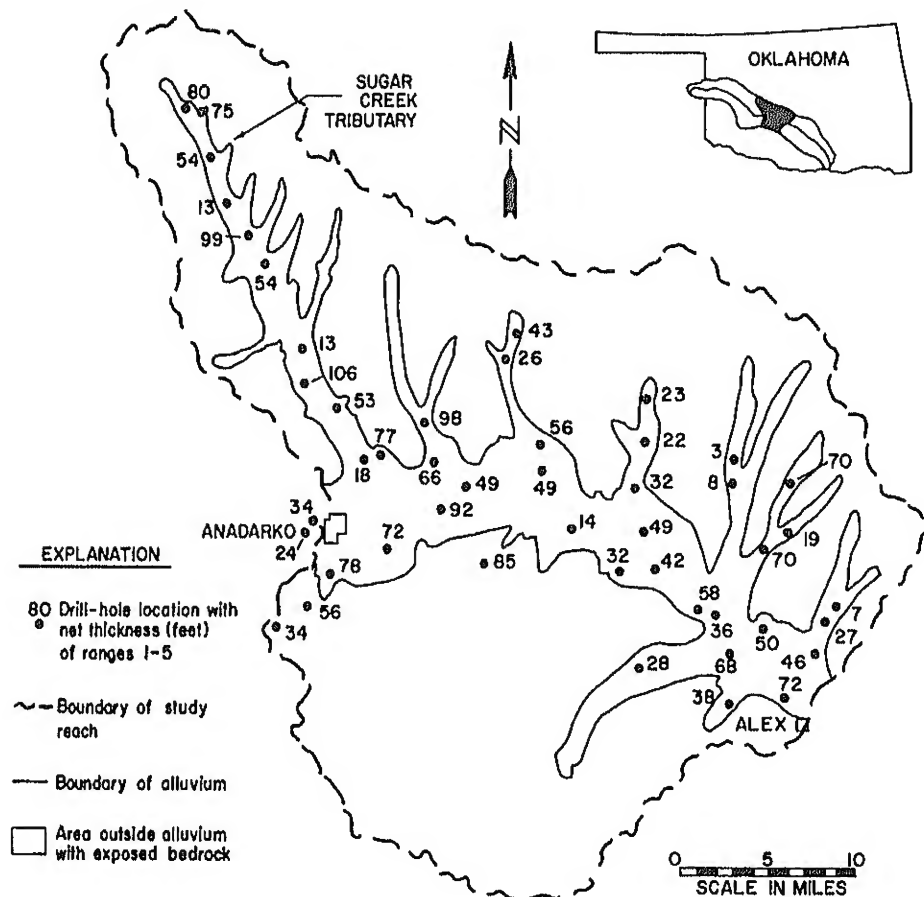 OKLAHOMA
80
75
SUGAR
CREEK
TRIBUTARY
N
54
13
99
54
13
106
53
98
77
18
66
49
92
43
26
56
49
23
22
32
3
8
70
19
70
14
49
34
ANADARKO
24
72
78
85
32
42
56
34
58
36
50
7
27
28
68
46
38
72
ALEX
EXPLANATION
80 Drill-hole location with
net thickness (feet)
of ranges 1-5
Boundary of study
reach
Boundary of alluvium
Area outside alluvium
with exposed bedrock
0 5 10
SCALE IN MILES